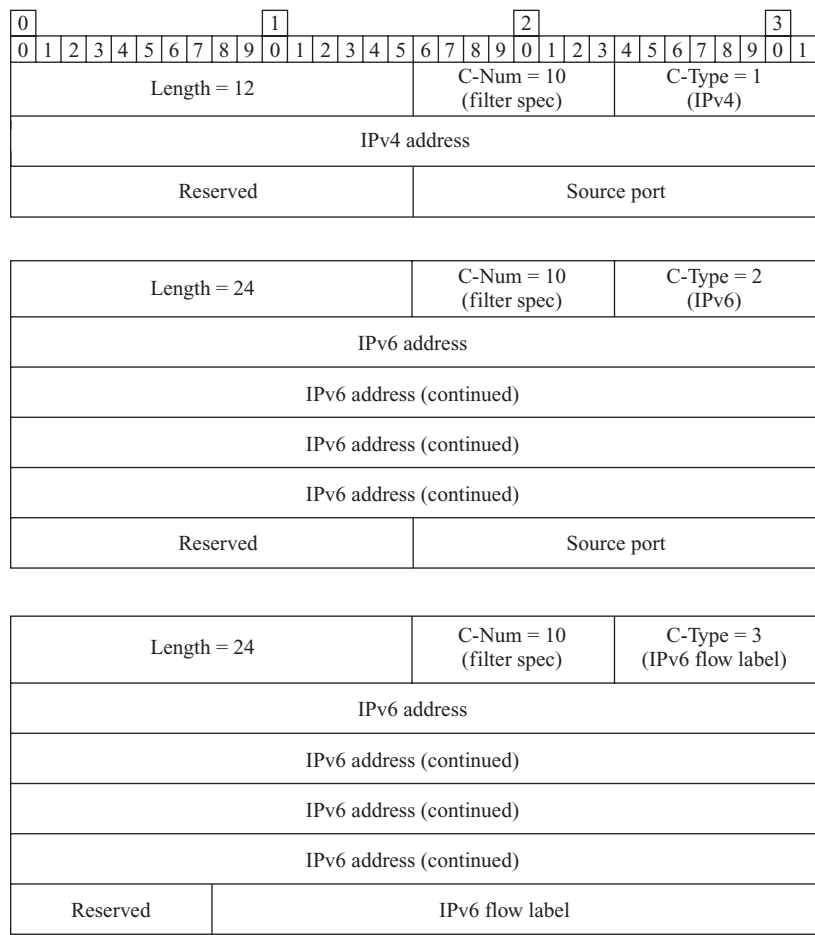 0 1 2 3
0 1 2 3 4 5 6 7 8 9 0 1 2 3 4 5 6 7 8 9 0 1 2 3 4 5 6 7 8 9 0 1
Length = 12 C-Num = 10 (filter spec) C-Type = 1 (IPv4)
IPv4 address
Reserved Source port
Length = 24 C-Num = 10 (filter spec) C-Type = 2 (IPv6)
IPv6 address
IPv6 address (continued)
IPv6 address (continued)
IPv6 address (continued)
Reserved Source port
Length = 24 C-Num = 10 (filter spec) C-Type = 3 (IPv6 flow label)
IPv6 address
IPv6 address (continued)
IPv6 address (continued)
IPv6 address (continued)
Reserved IPv6 flow label